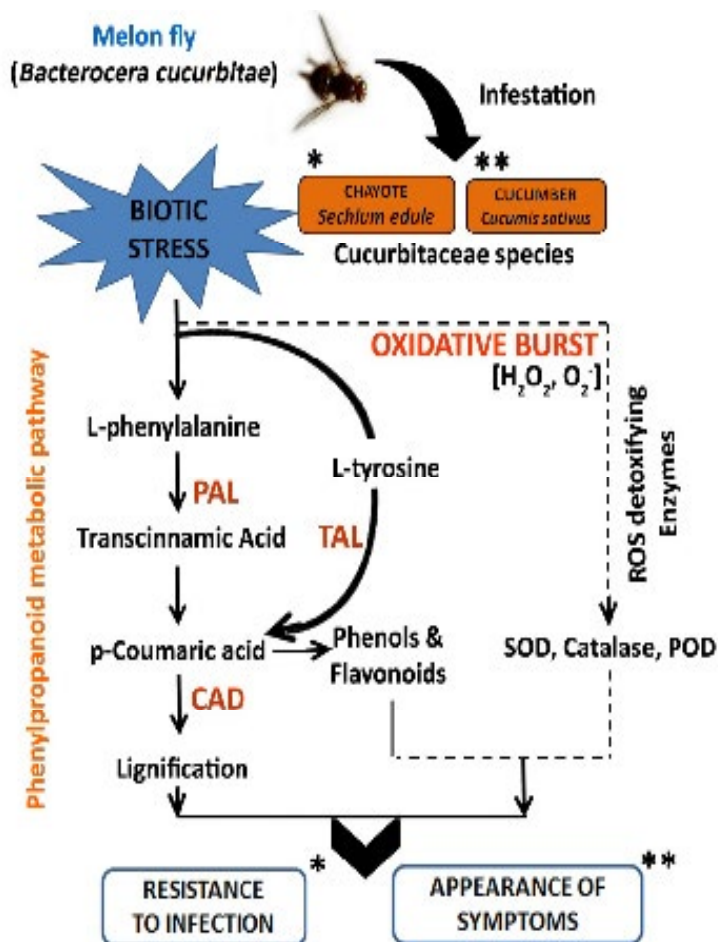 Melon fly
(Bacterocera cucurbitae)
Infestation
*
**
CHAYOTE
Sechium edule
CUCUMBER
Cucumis sativus
Cucurbitaceae species
BIOTIC
STRESS
OXIDATIVE BURST
[H₂O₂, O₂⁻]
Phenylpropanoid metabolic pathway
L-phenylalanine
L-tyrosine
PAL
TAL
Transcinnamic Acid
ROS detoxifying
Enzymes
p-Coumaric acid
Phenols &
Flavonoids
SOD, Catalase, POD
CAD
Lignification
*
**
RESISTANCE
TO INFECTION
APPEARANCE OF
SYMPTOMS